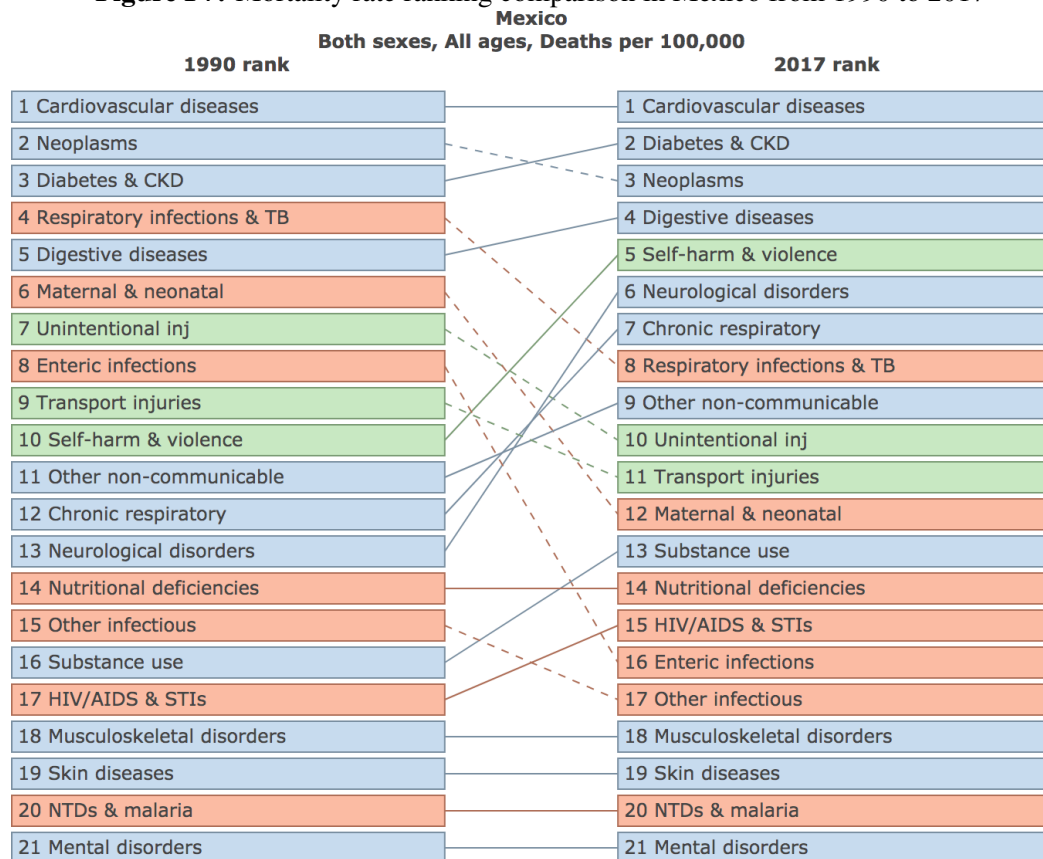 Mexico
Both sexes, All ages, Deaths per 100,000
1990 rank
2017 rank
1 Cardiovascular diseases
2 Neoplasms
3 Diabetes & CKD
4 Respiratory infections & TB
5 Digestive diseases
6 Maternal & neonatal
7 Unintentional inj
8 Enteric infections
9 Transport injuries
10 Self-harm & violence
11 Other non-communicable
12 Chronic respiratory
13 Neurological disorders
14 Nutritional deficiencies
15 Other infectious
16 Substance use
17 HIV/AIDS & STIs
18 Musculoskeletal disorders
19 Skin diseases
20 NTDs & malaria
21 Mental disorders
1 Cardiovascular diseases
2 Diabetes & CKD
3 Neoplasms
4 Digestive diseases
5 Self-harm & violence
6 Neurological disorders
7 Chronic respiratory
8 Respiratory infections & TB
9 Other non-communicable
10 Unintentional inj
11 Transport injuries
12 Maternal & neonatal
13 Substance use
14 Nutritional deficiencies
15 HIV/AIDS & STIs
16 Enteric infections
17 Other infectious
18 Musculoskeletal disorders
19 Skin diseases
20 NTDs & malaria
21 Mental disorders